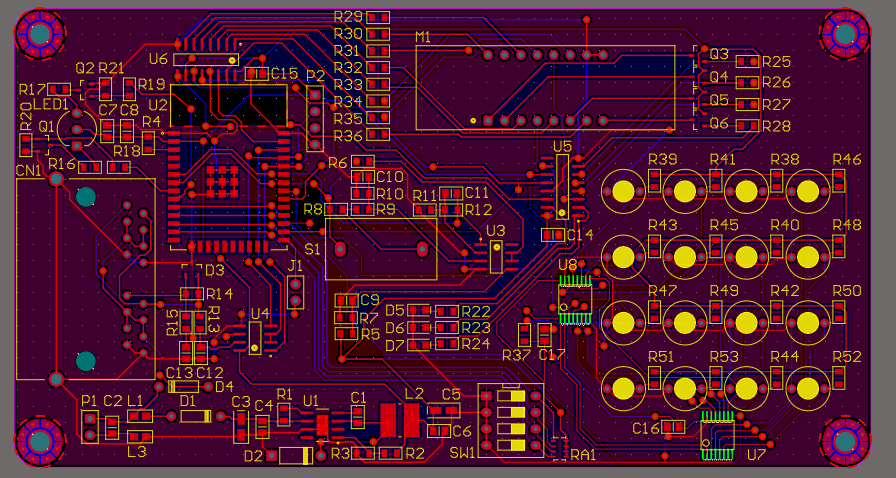 R29
R30
R31
R32
R33
R34
R35
R36
M1
Q3
Q4
Q5
Q6
R25
R26
R27
R28
U6
C15
P2
Q2
R21
R17
R19
LED1
U2
C7
C8
R20
Q1
R4
R16
R18
CN1
R6
C10
R10
R8
R9
R11
C11
R12
U5
C14
U3
S1
R39
R41
R38
R46
R43
R45
R40
R48
R47
R49
R42
R50
R51
R53
R44
R52
U8
D3
R14
J1
R15
R13
U4
C9
R7
R5
D5
D6
D7
R22
R23
R24
R37
C17
C13
C12
D4
P1
C2
L1
D1
L3
C3
C4
R1
U1
C1
L2
C5
C6
D2
R3
R2
SW1
RA1
C16
U7